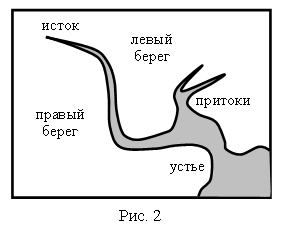 исток
левый
берег
притоки
правый
берег
устье
Рис. 2